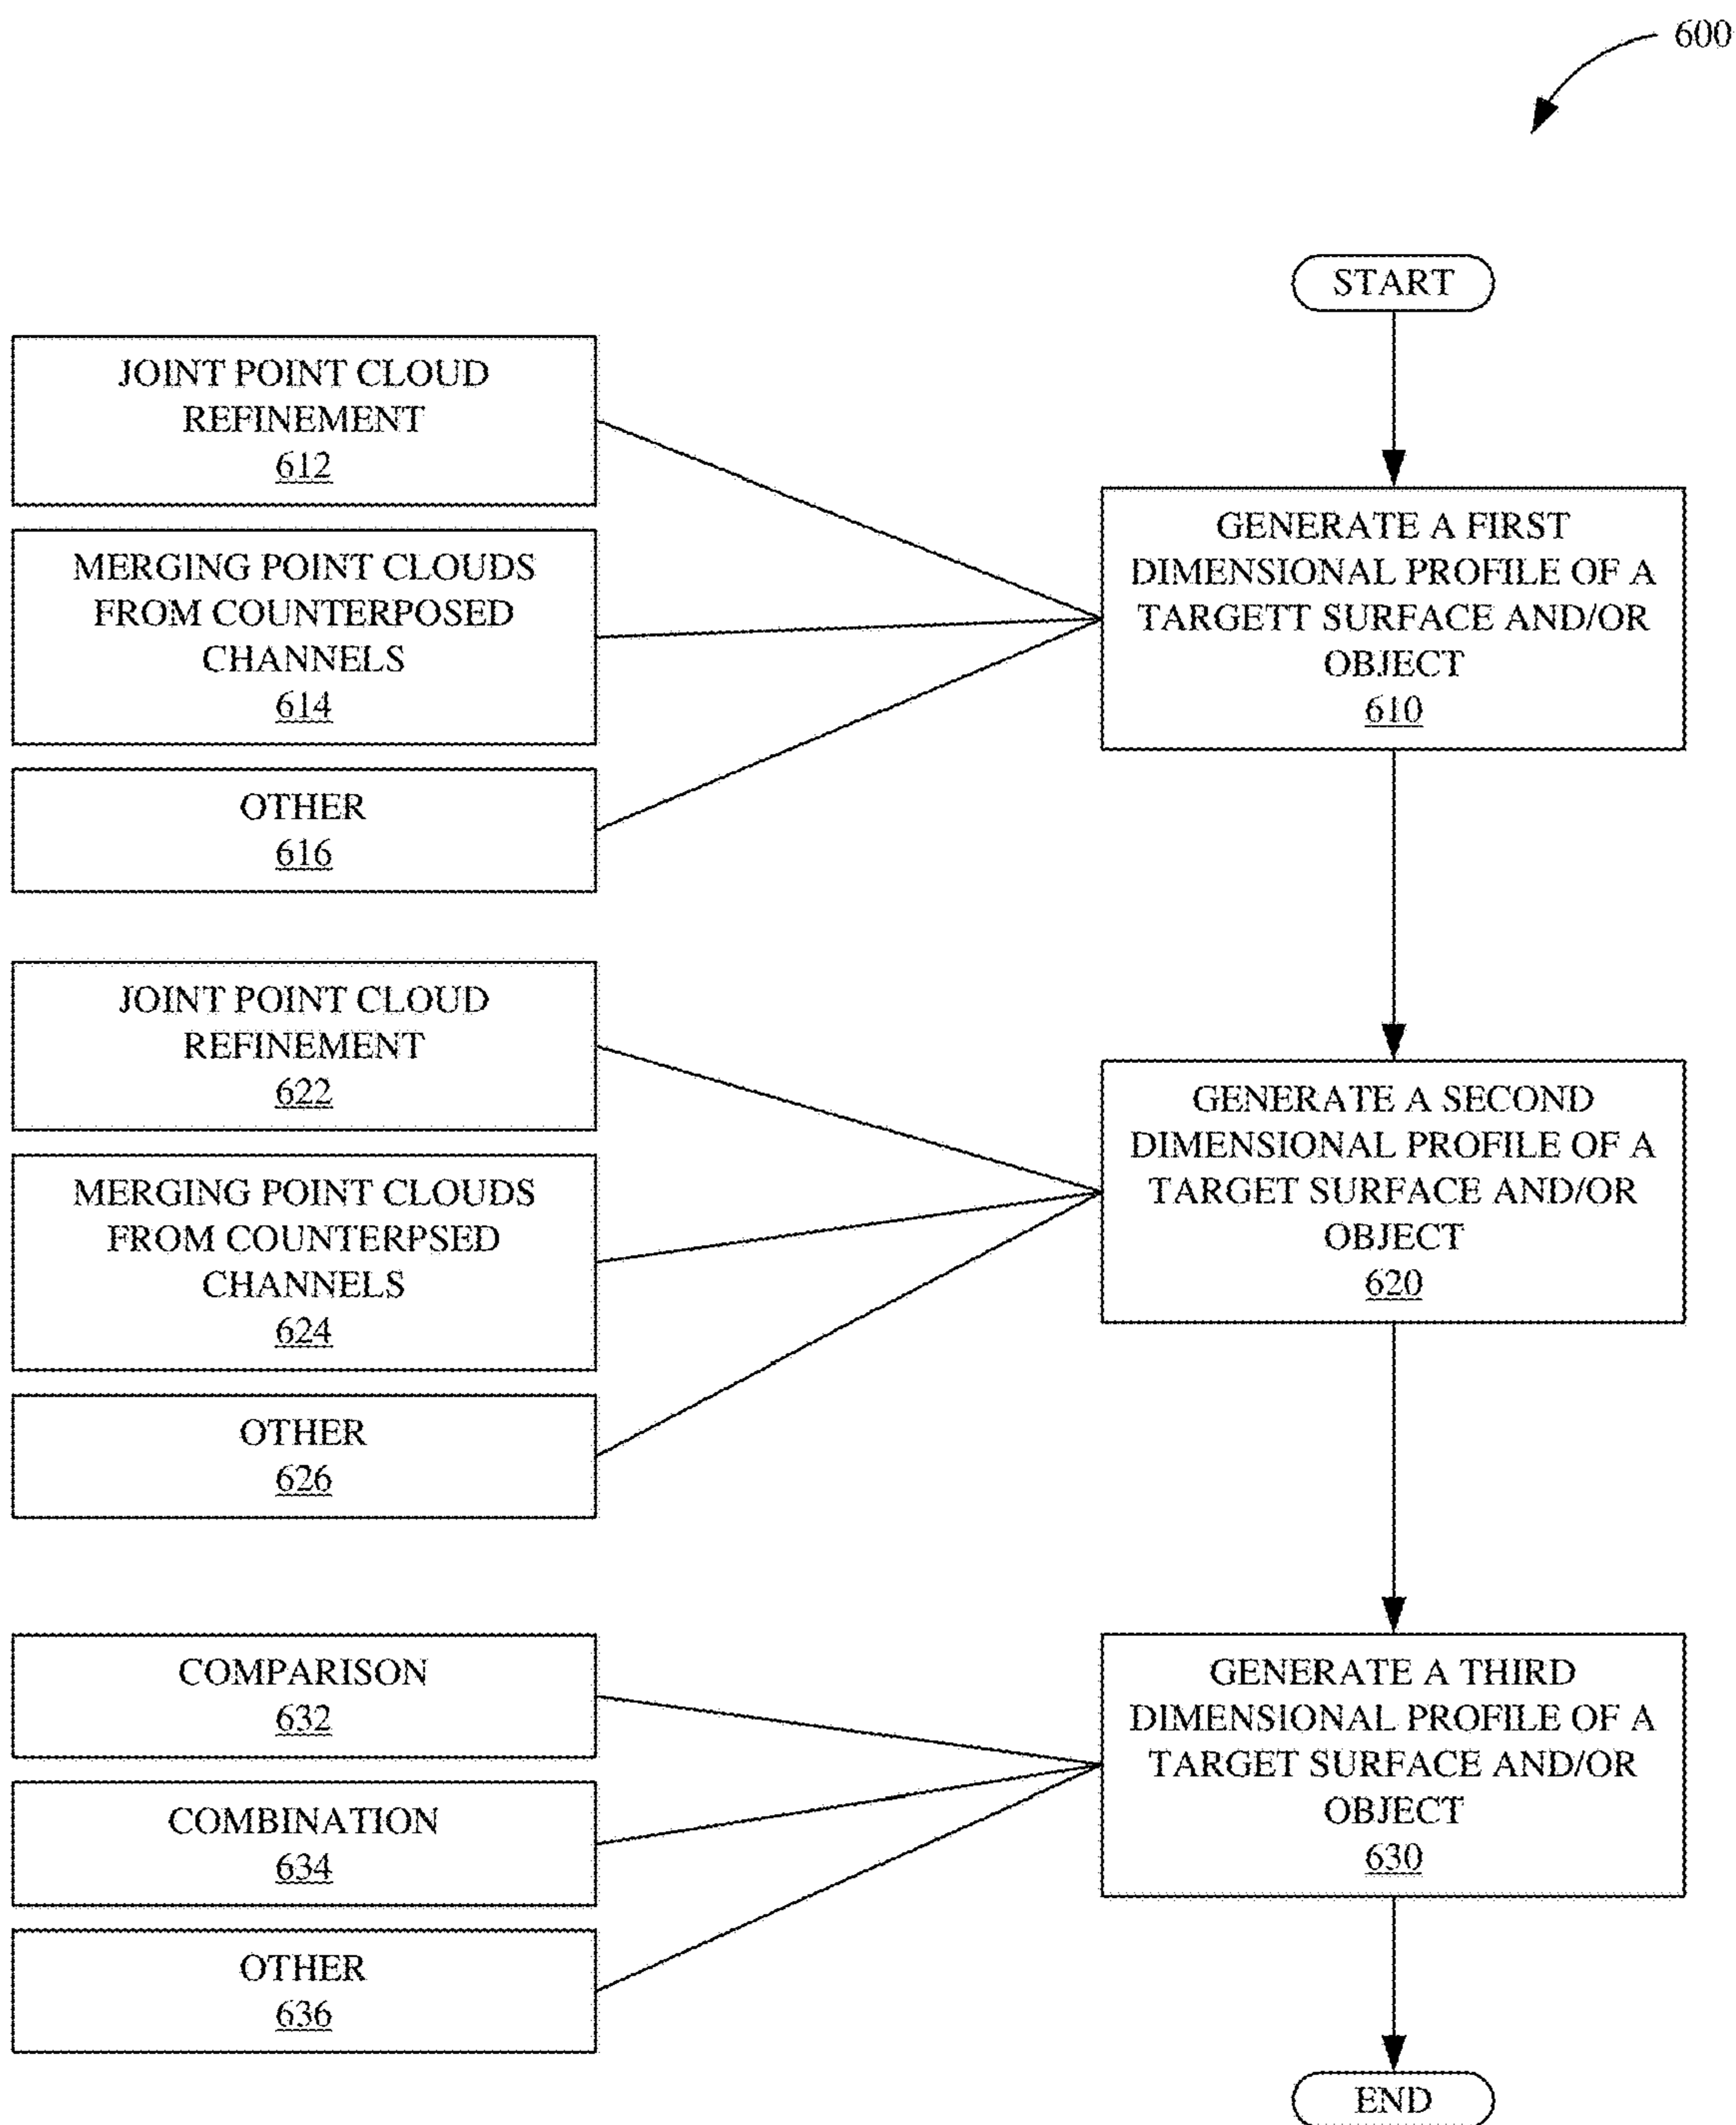 600
START
JOINT POINT CLOUD
REFINEMENT
612
MERGING POINT CLOUDS
FROM COUNTERPOSED
CHANNELS
614
OTHER
616
GENERATE A FIRST
DIMENSIONAL PROFILE OF A
TARGETT SURFACE AND/OR
OBJECT
610
JOINT POINT CLOUD
REFINEMENT
622
MERGING POINT CLOUDS
FROM COUNTERPSED
CHANNELS
624
OTHER
626
GENERATE A SECOND
DIMENSIONAL PROFILE OF A
TARGET SURFACE AND/OR
OBJECT
620
COMPARISON
632
COMBINATION
634
OTHER
636
GENERATE A THIRD
DIMENSIONAL PROFILE OF A
TARGET SURFACE AND/OR
OBJECT
630
END